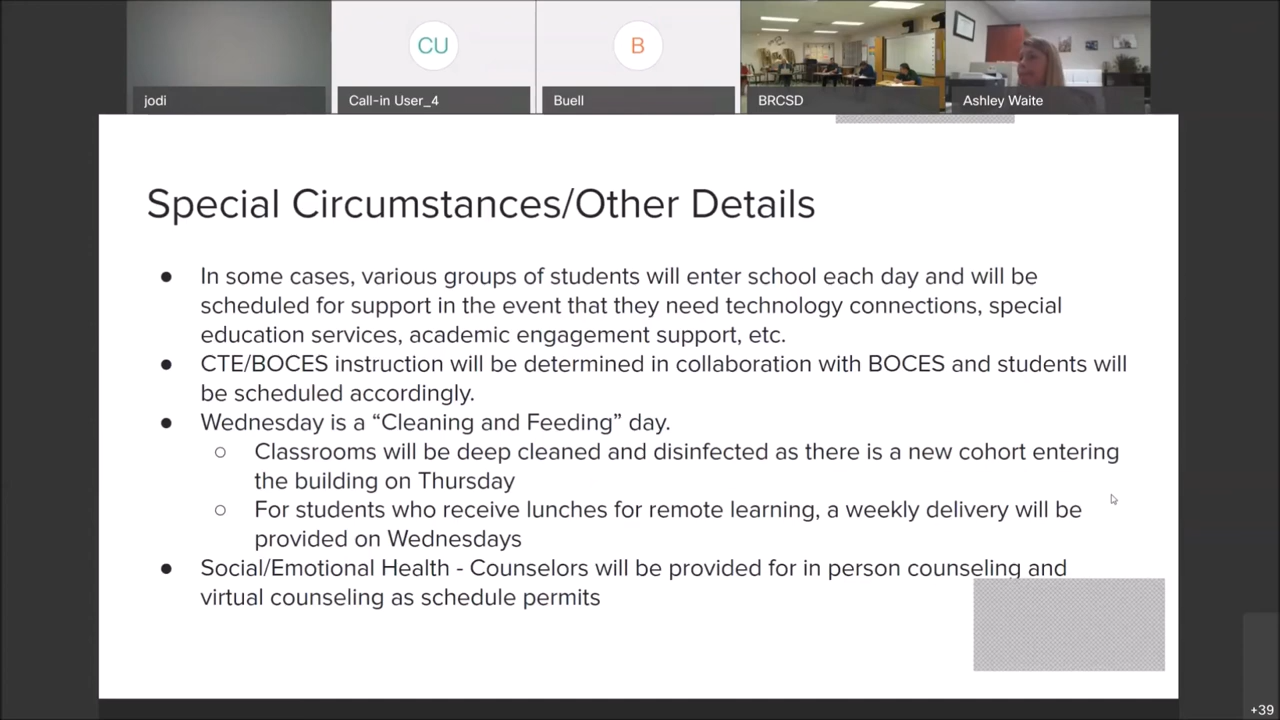 CU
B
jodi
Call-in User_4
Buell
BRCSD
Ashley Waite
Special Circumstances/Other Details
● In some cases, various groups of students will enter school each day and will be
scheduled for support in the event that they need technology connections, special
education services, academic engagement support, etc.
● CTE/BOCES instruction will be determined in collaboration with BOCES and students will
be scheduled accordingly.
● Wednesday is a “Cleaning and Feeding” day.
○ Classrooms will be deep cleaned and disinfected as there is a new cohort entering
the building on Thursday
○ For students who receive lunches for remote learning, a weekly delivery will be
provided on Wednesdays
● Social/Emotional Health - Counselors will be provided for in person counseling and
virtual counseling as schedule permits
+39